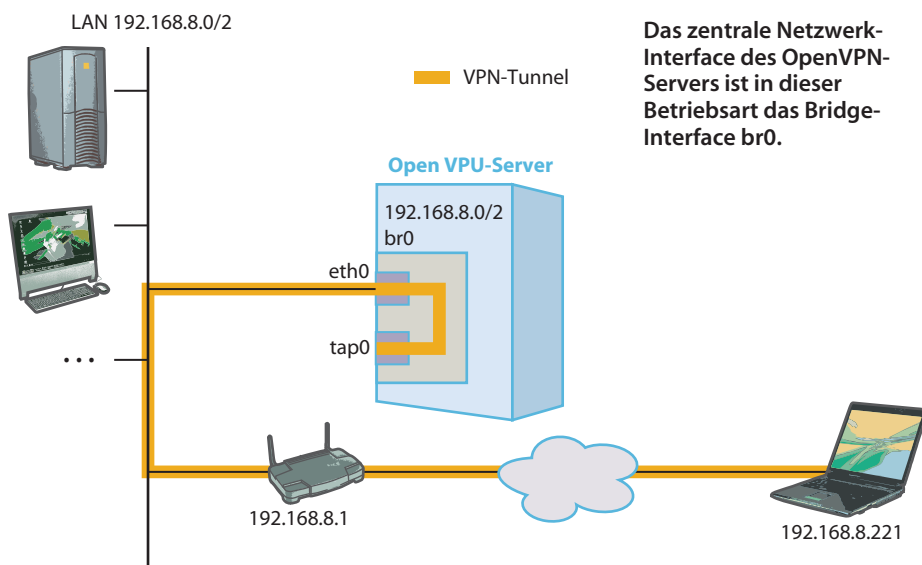 LAN 192.168.8.0/2
Das zentrale Netzwerk-
Interface des OpenVPN-
Servers ist in dieser
Betriebsart das Bridge-
Interface br0.
VPN-Tunnel
Open VPU-Server
192.168.8.0/2
br0
eth0
tap0
...
192.168.8.1
192.168.8.221